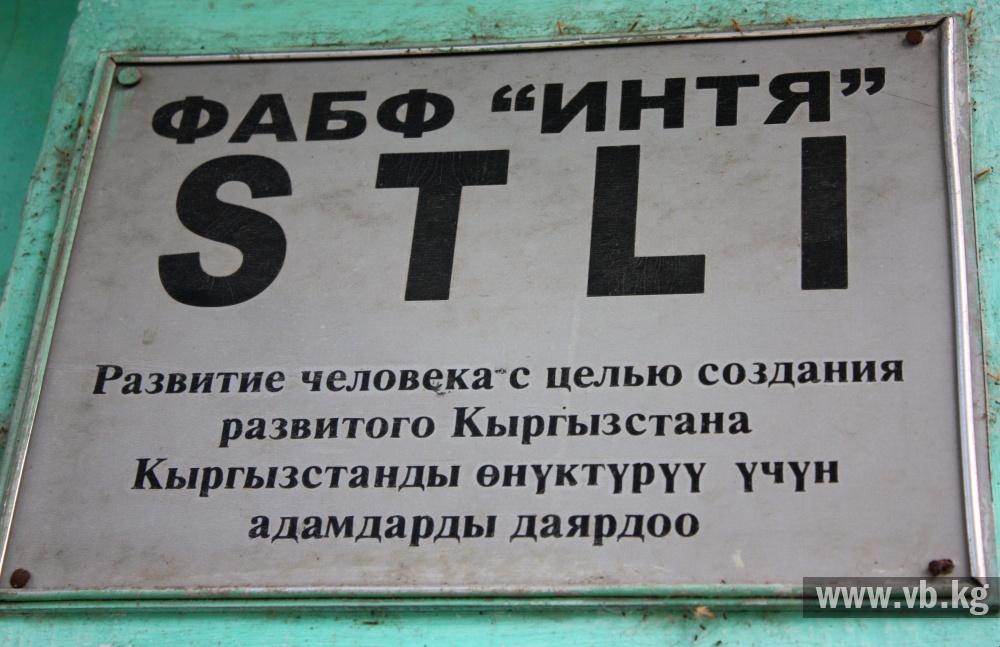 ФАБФ “ИНТЯ”
STLI
Развитие человека с целью создания
развитого Кыргызстана
Кыргызстанды өнүктүрүү үчүн
адамдарды даярдоо
www.vb.kg